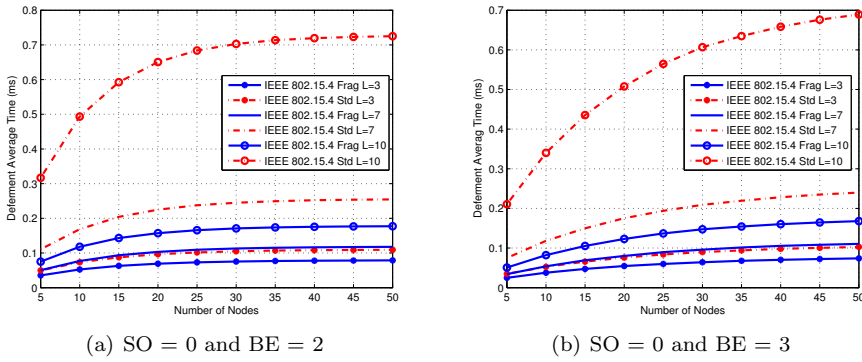 0.8
0.7
0.6
0.5
0.4
0.3
0.2
0.1
0
Deferment Average Time (ms)
5 10 15 20 25 30 35 40 45 50
Number of Nodes
IEEE 802.15.4 Frag L=3
IEEE 802.15.4 Std L=3
IEEE 802.15.4 Frag L=7
IEEE 802.15.4 Std L=7
IEEE 802.15.4 Frag L=10
IEEE 802.15.4 Std L=10
(a) SO = 0 and BE = 2
0.7
0.6
0.5
0.4
0.3
0.2
0.1
0
Deferment Averag Time (ms)
5 10 15 20 25 30 35 40 45 50
Number of Nodes
IEEE 802.15.4 Frag L=3
IEEE 802.15.4 Std L=3
IEEE 802.15.4 Frag L=7
IEEE 802.15.4 Std L=7
IEEE 802.15.4 Frag L=10
IEEE 802.15.4 Std L=10
(b) SO = 0 and BE = 3